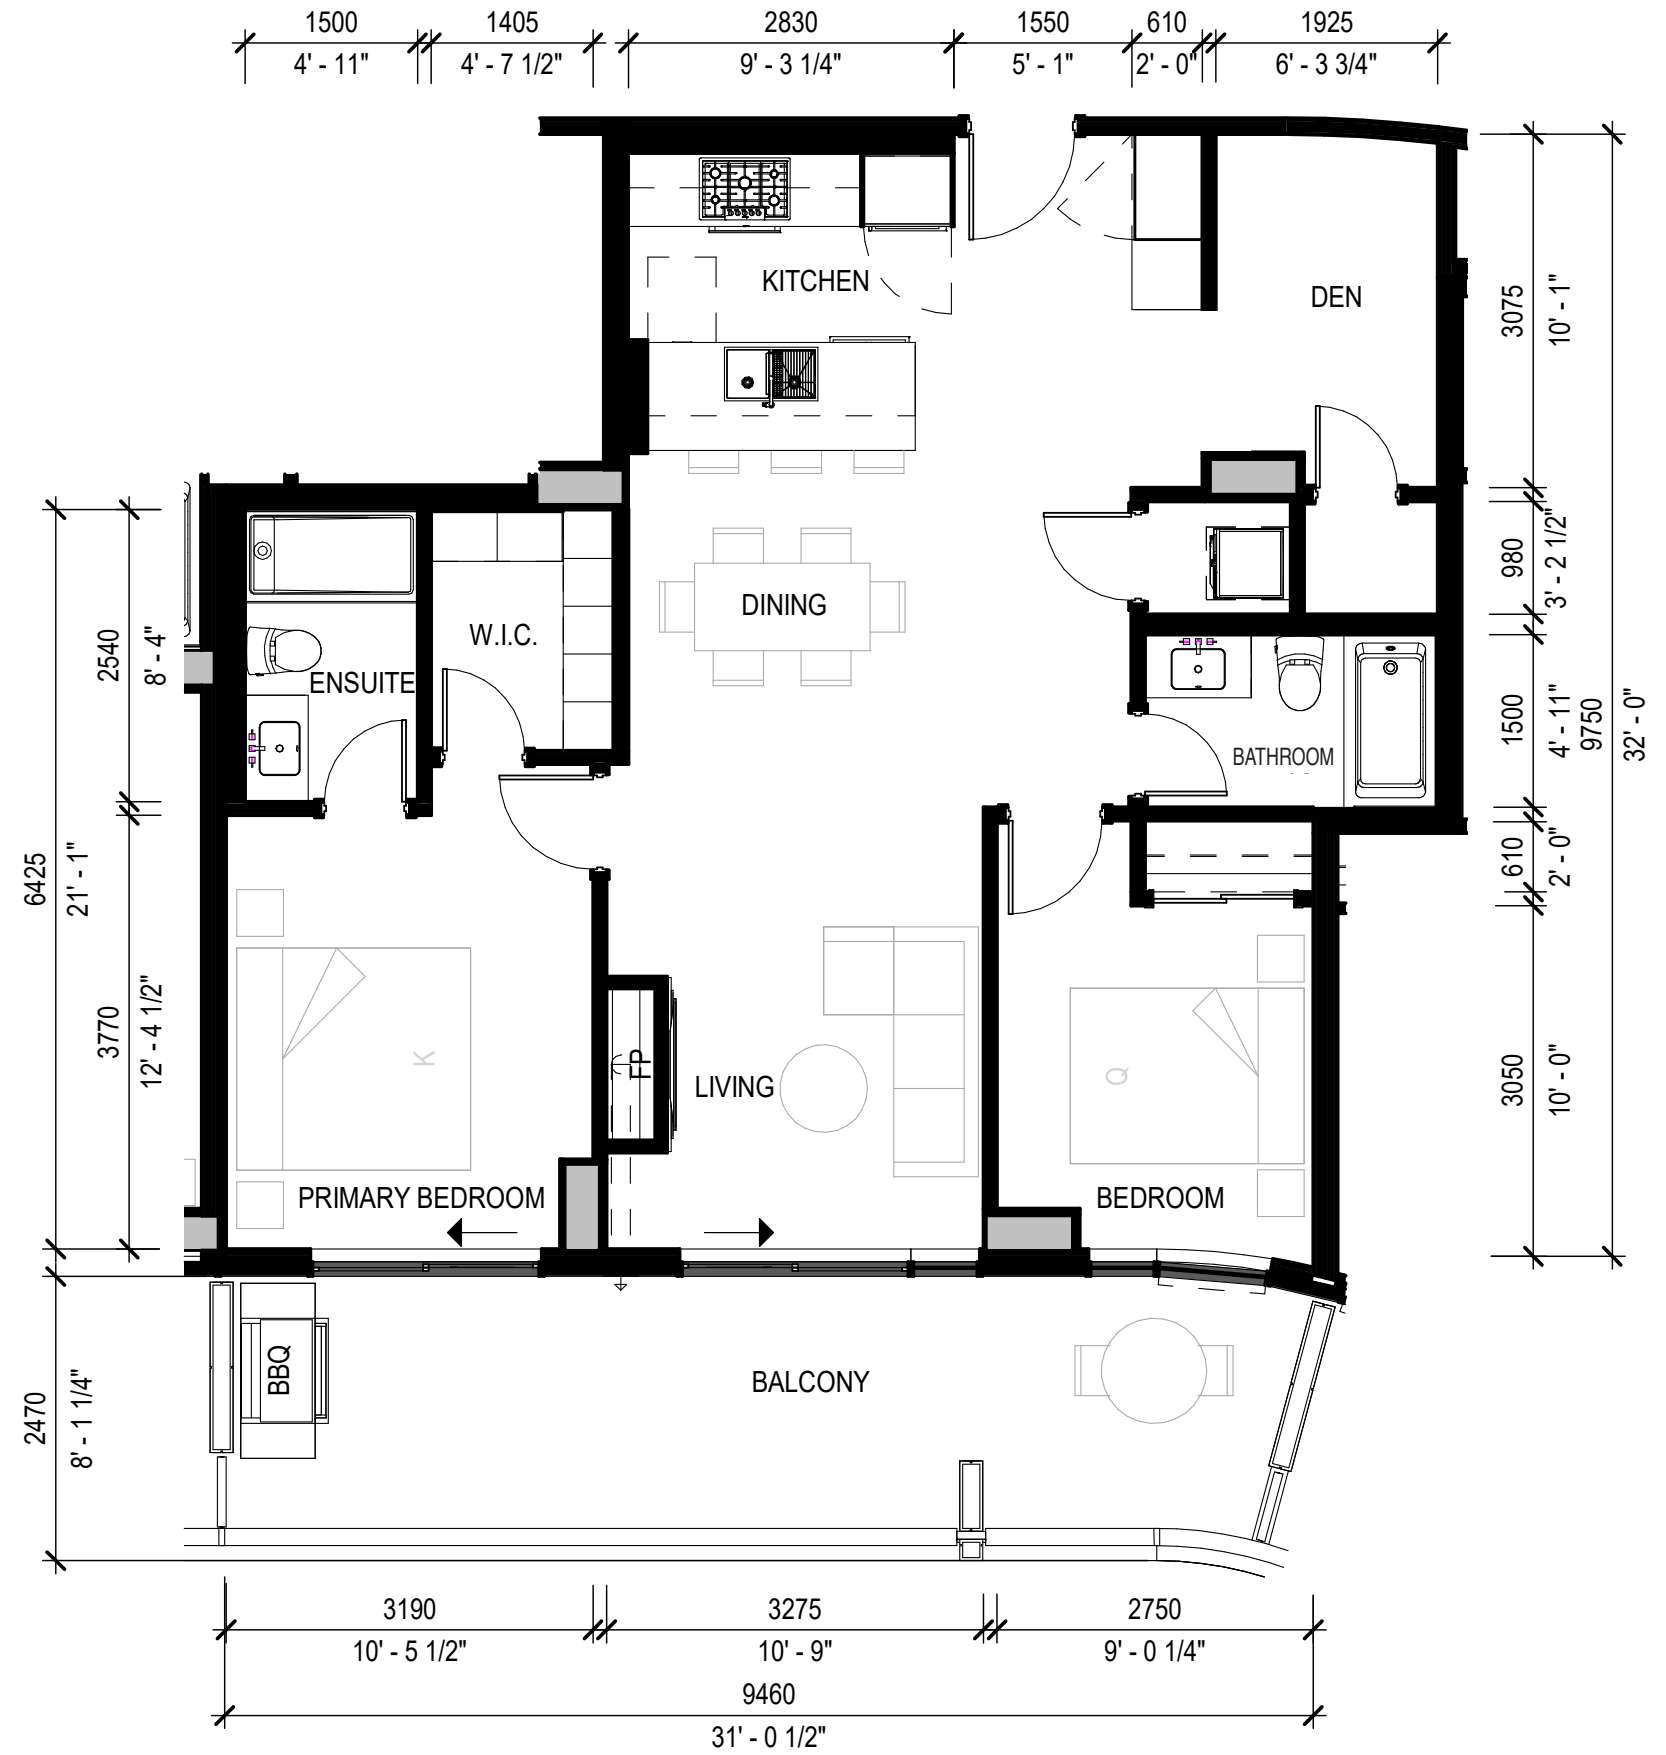 1500
4' - 11"
1405
4' - 7 1/2"
2830
9' - 3 1/4"
1550
5' - 1"
610
2' - 0"
1925
6' - 3 3/4"
KITCHEN
DEN
3075
10' - 1"
980
3' - 2 1/2"
1500
4' - 11"
9750
32' - 0"
610
2' - 0"
3050
10' - 0"
2540
8' - 4"
6425
21' - 1"
3770
12' - 4 1/2"
2470
8' - 1 1/4"
DINING
W.I.C.
ENSUITE
BATHROOM
K
FP
LIVING
Q
PRIMARY BEDROOM
BEDROOM
BBQ
BALCONY
3190
10' - 5 1/2"
3275
10' - 9"
2750
9' - 0 1/4"
9460
31' - 0 1/2"